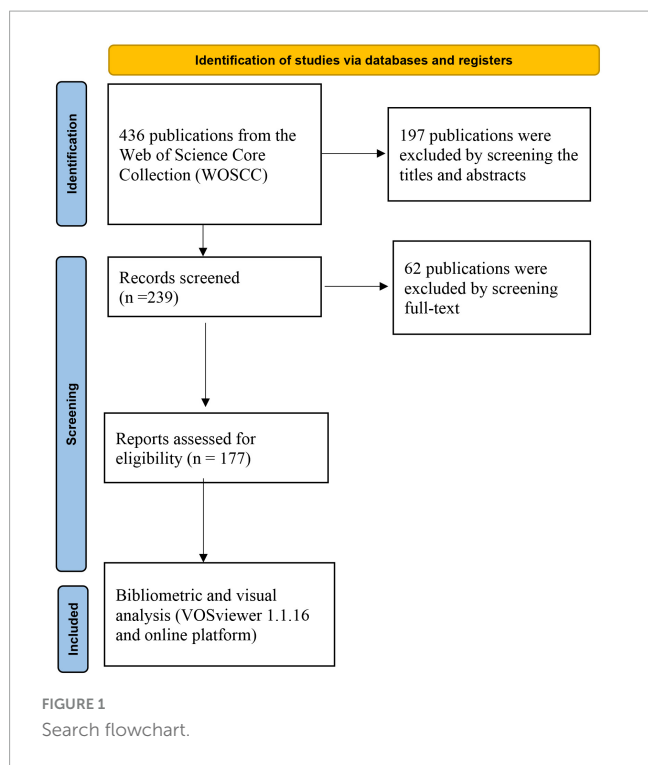 Identification of studies via databases and registers
Identification
436 publications from the
Web of Science Core
Collection (WOSCC)
197 publications were
excluded by screening the
titles and abstracts
Screening
Records screened
(n =239)
62 publications were
excluded by screening
full-text
Reports assessed for
eligibility (n = 177)
Included
Bibliometric and visual
analysis (VOSviewer 1.1.16
and online platform)
FIGURE 1
Search flowchart.